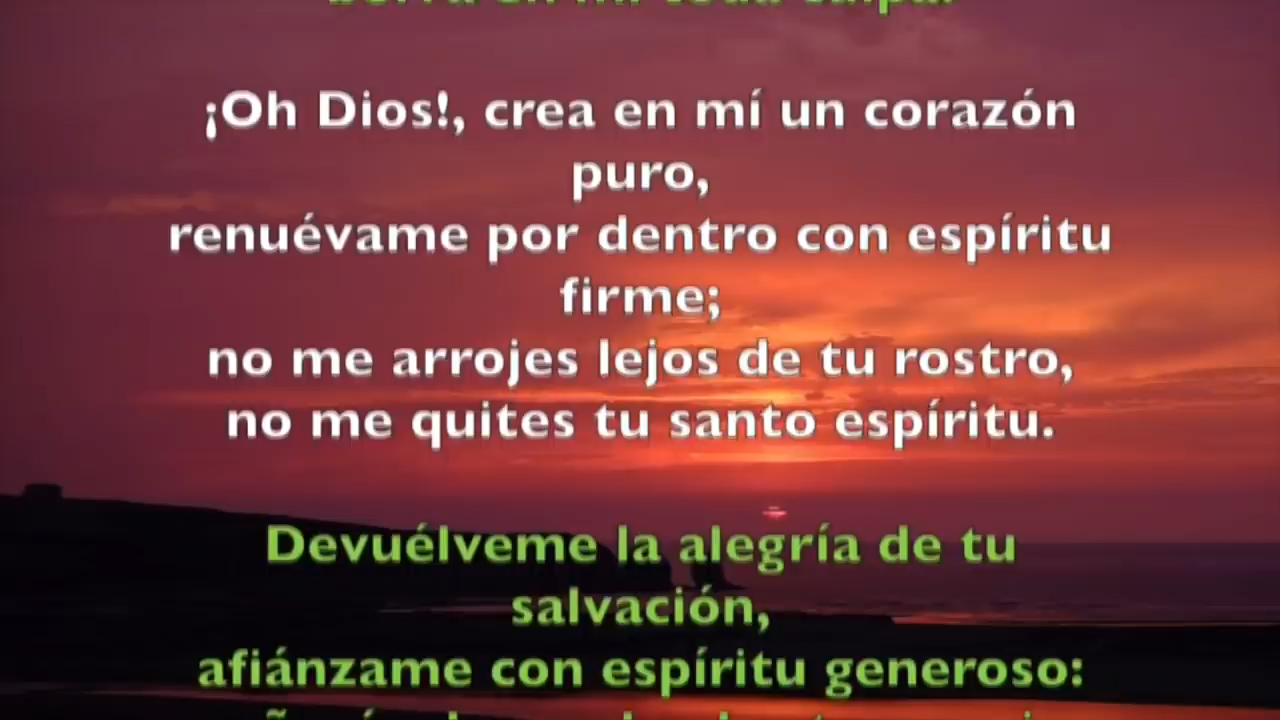 ¡Oh Dios!, crea en mí un corazón
puro,
renuévame por dentro con espíritu
firme;
no me arrojes lejos de tu rostro,
no me quites tu santo espíritu.
Devuélveme la alegría de tu
salvación,
afiánzame con espíritu generoso: